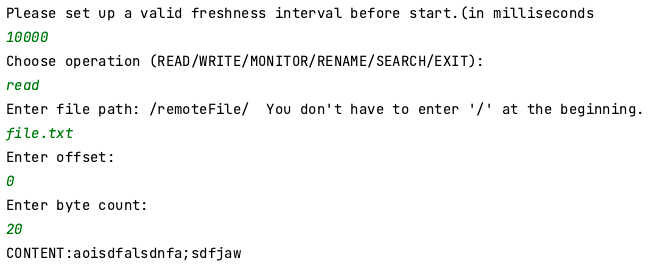 Please set up a valid freshness interval before start.(in milliseconds
10000
Choose operation (READ/WRITE/MONITOR/RENAME/SEARCH/EXIT):
read
Enter file path: /remoteFile/  You don't have to enter '/' at the beginning.
file.txt
Enter offset:
0
Enter byte count:
20
CONTENT:aoisdfalsdnfa;sdfjaw